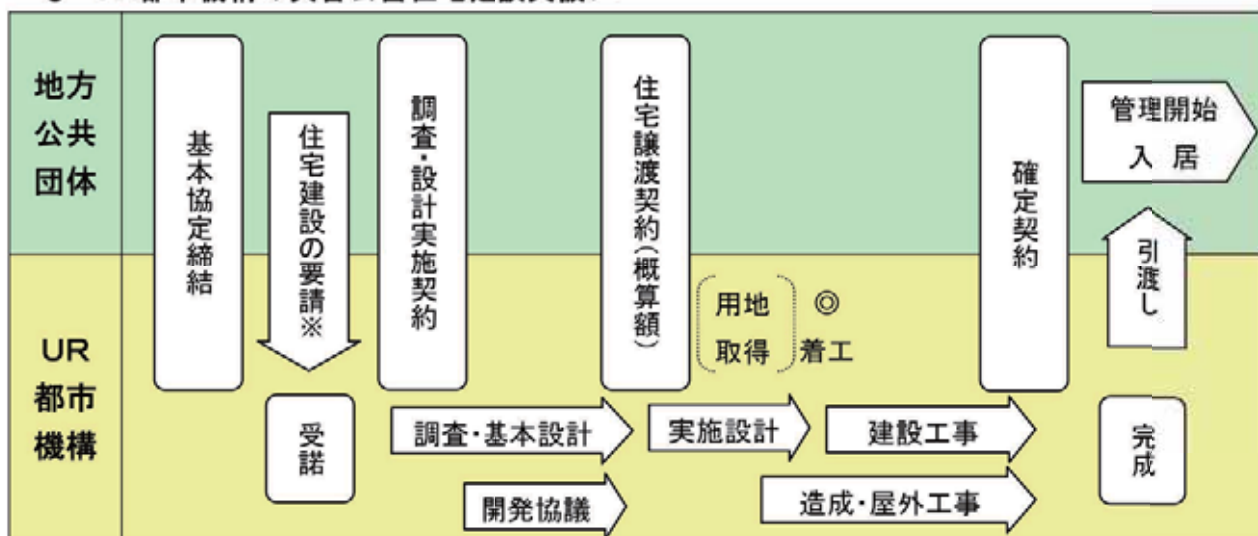 地方
公共
団体
基本協定締結
住宅建設の要請※
調査・設計実施契約
住宅譲渡契約(概算額)
確定契約
管理開始
入居
引渡し
用地
取得
◎
着工
UR
都市
機構
受諾
調査・基本設計
実施設計
建設工事
完成
開発協議
造成・屋外工事